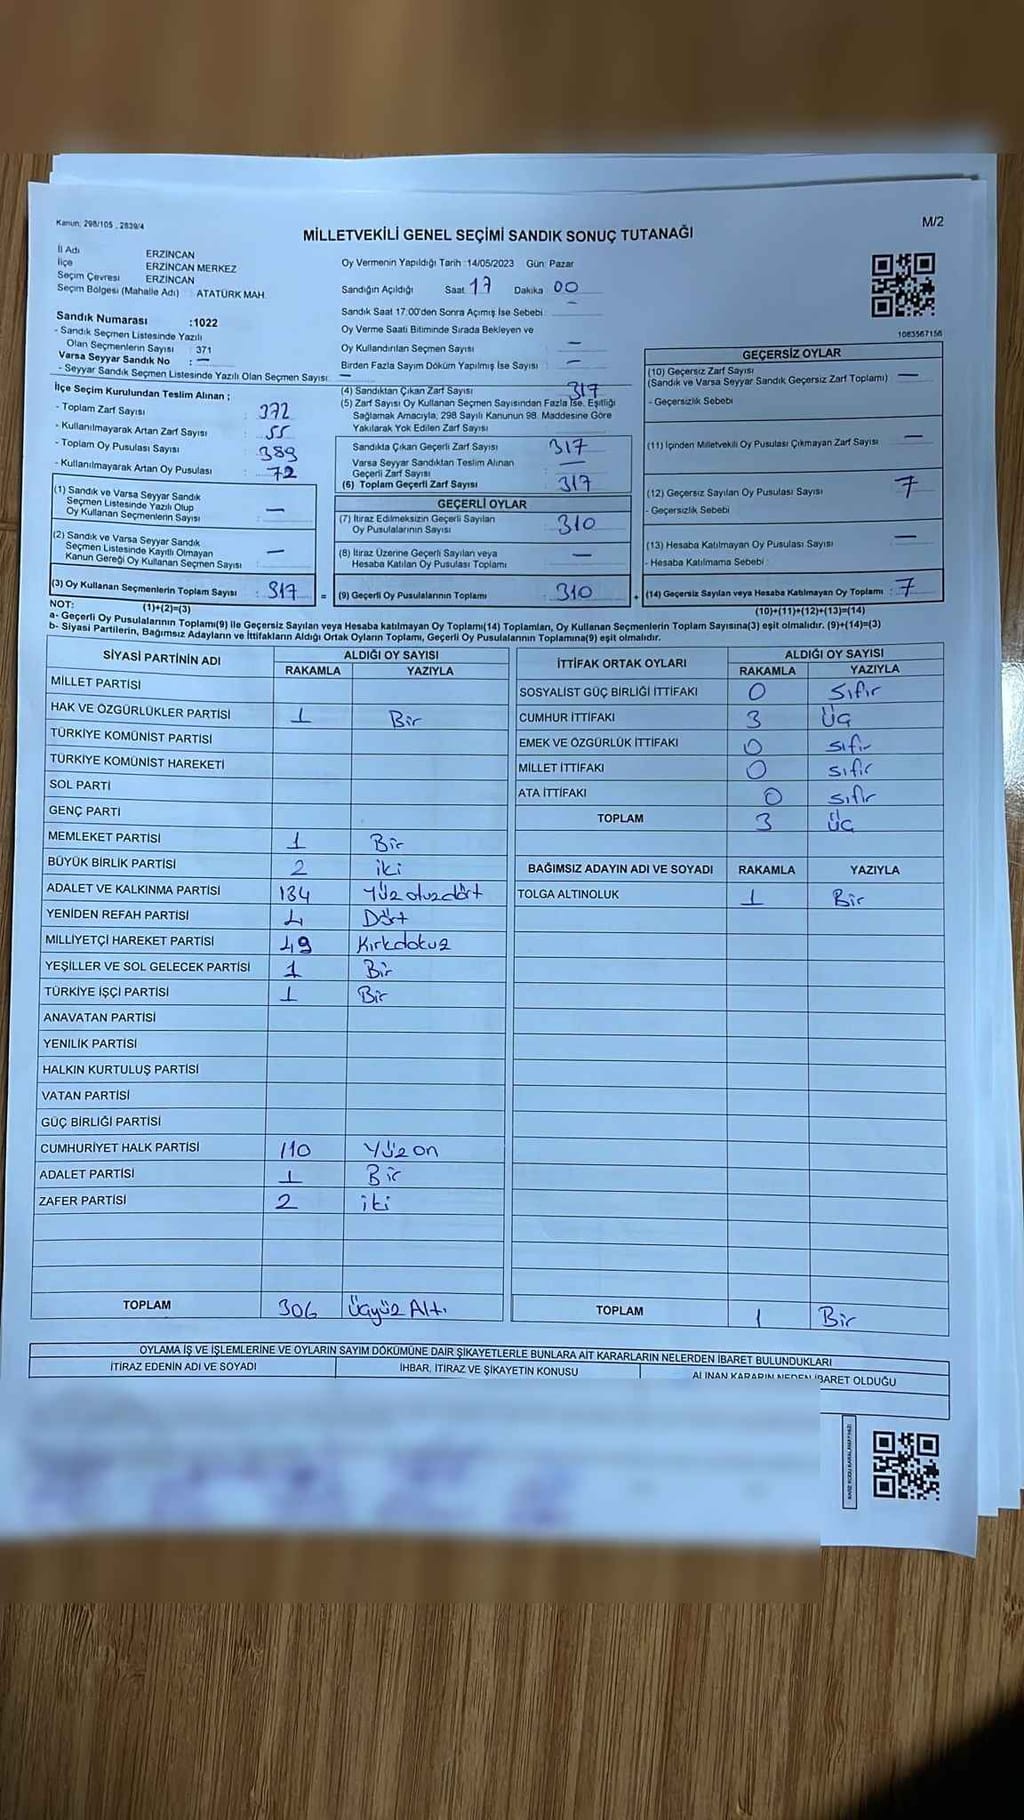 Kanun; 298/105 , 2839/4
M/2
MİLLETVEKİLİ GENEL SEÇİMİ SANDIK SONUÇ TUTANAĞI
İl Adı ERZİNCAN
İlçe ERZİNCAN MERKEZ
Seçim Çevresi ERZİNCAN
Seçim Bölgesi (Mahalle Adı) : ATATÜRK MAH.
Sandık Numarası :1022
- Sandık Seçmen Listesinde Yazılı
Olan Seçmenlerin Sayısı : 371
Varsa Seyyar Sandık No : —
- Seyyar Sandık Seçmen Listesinde Yazılı Olan Seçmen Sayısı: —
Oy Vermenin Yapıldığı Tarih :14/05/2023 Gün: Pazar
Sandığın Açıldığı Saat 17 Dakika 00
Sandık Saat 17:00'den Sonra Açımış İse Sebebi: —
Oy Verme Saati Bitiminde Sırada Bekleyen ve
Oy Kullandırılan Seçmen Sayısı —
Birden Fazla Sayım Döküm Yapılmış İse Sayısı : —
1083567156
İlçe Seçim Kurulundan Teslim Alınan ;
- Toplam Zarf Sayısı : 372
- Kullanılmayarak Artan Zarf Sayısı : 55
- Toplam Oy Pusulası Sayısı : 389
- Kullanılmayarak Artan Oy Pusulası : 72
(1) Sandık ve Varsa Seyyar Sandık
Seçmen Listesinde Yazılı Olup
Oy Kullanan Seçmenlerin Sayısı : —
(2) Sandık ve Varsa Seyyar Sandık
Seçmen Listesinde Kayıtlı Olmayan
Kanun Gereği Oy Kullanan Seçmen Sayısı : —
(3) Oy Kullanan Seçmenlerin Toplam Sayısı : 317 =
(4) Sandıktan Çıkan Zarf Sayısı 317
(5) Zarf Sayısı Oy Kullanan Seçmen Sayısından Fazla İse, Eşitliği
Sağlamak Amacıyla, 298 Sayılı Kanunun 98. Maddesine Göre
Yakılarak Yok Edilen Zarf Sayısı :
Sandıkla Çıkan Geçerli Zarf Sayısı : 317
Varsa Seyyar Sandıktan Teslim Alınan
Geçerli Zarf Sayısı : —
(6) Toplam Geçerli Zarf Sayısı : 317
GEÇERLİ OYLAR
(7) İtiraz Edilmeksizin Geçerli Sayılan
Oy Pusulalarının Sayısı : 310
(8) İtiraz Üzerine Geçerli Sayılan veya
Hesaba Katılan Oy Pusulası Toplamı : —
(9) Geçerli Oy Pusulalarının Toplamı : 310 +
GEÇERSİZ OYLAR
(10) Geçersiz Zarf Sayısı
(Sandık ve Varsa Seyyar Sandık Geçersiz Zarf Toplamı) : —
- Geçersizlik Sebebi
(11) İçinden Milletvekili Oy Pusulası Çıkmayan Zarf Sayısı : —
(12) Geçersiz Sayılan Oy Pusulası Sayısı : 7
- Geçersizlik Sebebi
(13) Hesaba Katılmayan Oy Pusulası Sayısı : —
- Hesaba Katılmama Sebebi :
(14) Geçersiz Sayılan veya Hesaba Katılmayan Oy Toplamı : 7
NOT: (1)+(2)=(3) (10)+(11)+(12)+(13)=(14)
a- Geçerli Oy Pusulalarının Toplamı(9) ile Geçersiz Sayılan veya Hesaba katılmayan Oy Toplamı(14) Toplamları, Oy Kullanan Seçmenlerin Toplam Sayısına(3) eşit olmalıdır. (9)+(14)=(3)
b- Siyasi Partilerin, Bağımsız Adayların ve İttifakların Aldığı Ortak Oyların Toplamı, Geçerli Oy Pusulalarının Toplamına(9) eşit olmalıdır.
SİYASİ PARTİNİN ADI ALDIĞI OY SAYISI
RAKAMLA YAZIYLA
MİLLET PARTİSİ
HAK VE ÖZGÜRLÜKLER PARTİSİ 1 Bir
TÜRKİYE KOMÜNİST PARTİSİ
TÜRKİYE KOMÜNİST HAREKETİ
SOL PARTİ
GENÇ PARTİ
MEMLEKET PARTİSİ 1 Bir
BÜYÜK BİRLİK PARTİSİ 2 iki
ADALET VE KALKINMA PARTİSİ 134 Yüz otuzdört
YENİDEN REFAH PARTİSİ 4 Dört
MİLLİYETÇİ HAREKET PARTİSİ 49 Kırkdokuz
YEŞİLLER VE SOL GELECEK PARTİSİ 1 Bir
TÜRKİYE İŞÇİ PARTİSİ 1 Bir
ANAVATAN PARTİSİ
YENİLİK PARTİSİ
HALKIN KURTULUŞ PARTİSİ
VATAN PARTİSİ
GÜÇ BİRLİĞİ PARTİSİ
CUMHURİYET HALK PARTİSİ 110 Yüz on
ADALET PARTİSİ 1 Bir
ZAFER PARTİSİ 2 iki
TOPLAM 306 Üçyüz Altı
İTTİFAK ORTAK OYLARI ALDIĞI OY SAYISI
RAKAMLA YAZIYLA
SOSYALİST GÜÇ BİRLİĞİ İTTİFAKI 0 Sıfır
CUMHUR İTTİFAKI 3 Üç
EMEK VE ÖZGÜRLÜK İTTİFAKI 0 sıfır
MİLLET İTTİFAKI 0 sıfır
ATA İTTİFAKI 0 sıfır
TOPLAM 3 Üç
BAĞIMSIZ ADAYIN ADI VE SOYADI RAKAMLA YAZIYLA
TOLGA ALTINOLUK 1 Bir
TOPLAM 1 Bir
OYLAMA İŞ VE İŞLEMLERİNE VE OYLARIN SAYIM DÖKÜMÜNE DAİR ŞİKAYETLERLE BUNLARA AİT KARARLARIN NELERDEN İBARET BULUNDUKLARI
İTİRAZ EDENİN ADI VE SOYADI İHBAR, İTİRAZ VE ŞİKAYETİN KONUSU ALINAN KARARIN NEDEN İBARET OLDUĞU